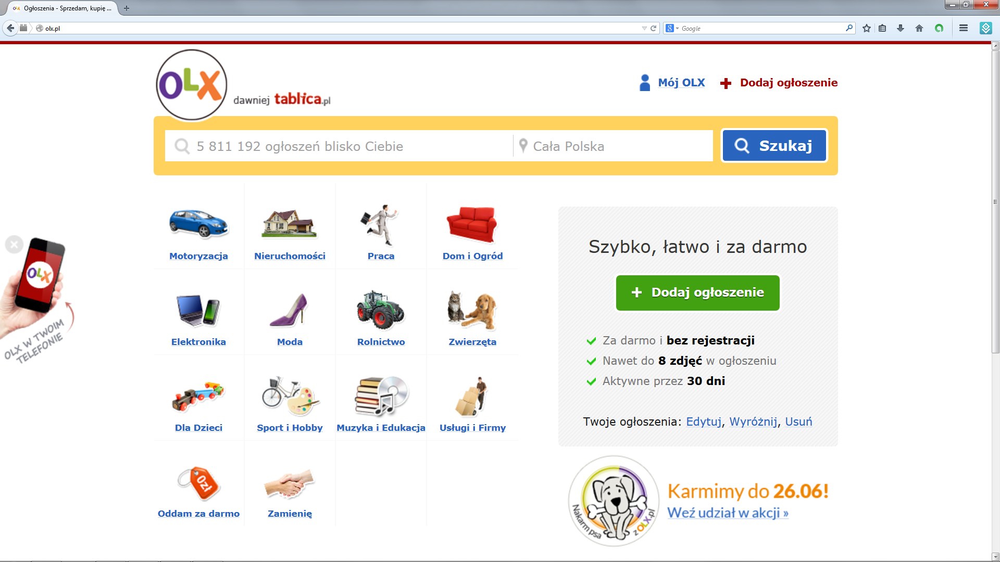 Ogłoszenia - Sprzedam, kupię ...
olx.pl
Google
OLX
dawniej tablica.pl
Mój OLX
Dodaj ogłoszenie
5 811 192 ogłoszeń blisko Ciebie
Cała Polska
Szukaj
Motoryzacja
Nieruchomości
Praca
Dom i Ogród
Elektronika
Moda
Rolnictwo
Zwierzęta
Dla Dzieci
Sport i Hobby
Muzyka i Edukacja
Usługi i Firmy
0zł
Oddam za darmo
Zamienię
OLX
OLX W TWOIM
TELEFONIE
Szybko, łatwo i za darmo
+ Dodaj ogłoszenie
Za darmo i bez rejestracji
Nawet do 8 zdjęć w ogłoszeniu
Aktywne przez 30 dni
Twoje ogłoszenia: Edytuj, Wyróżnij, Usuń
Nakarm psa z OLX.pl
Karmimy do 26.06!
Weź udział w akcji »